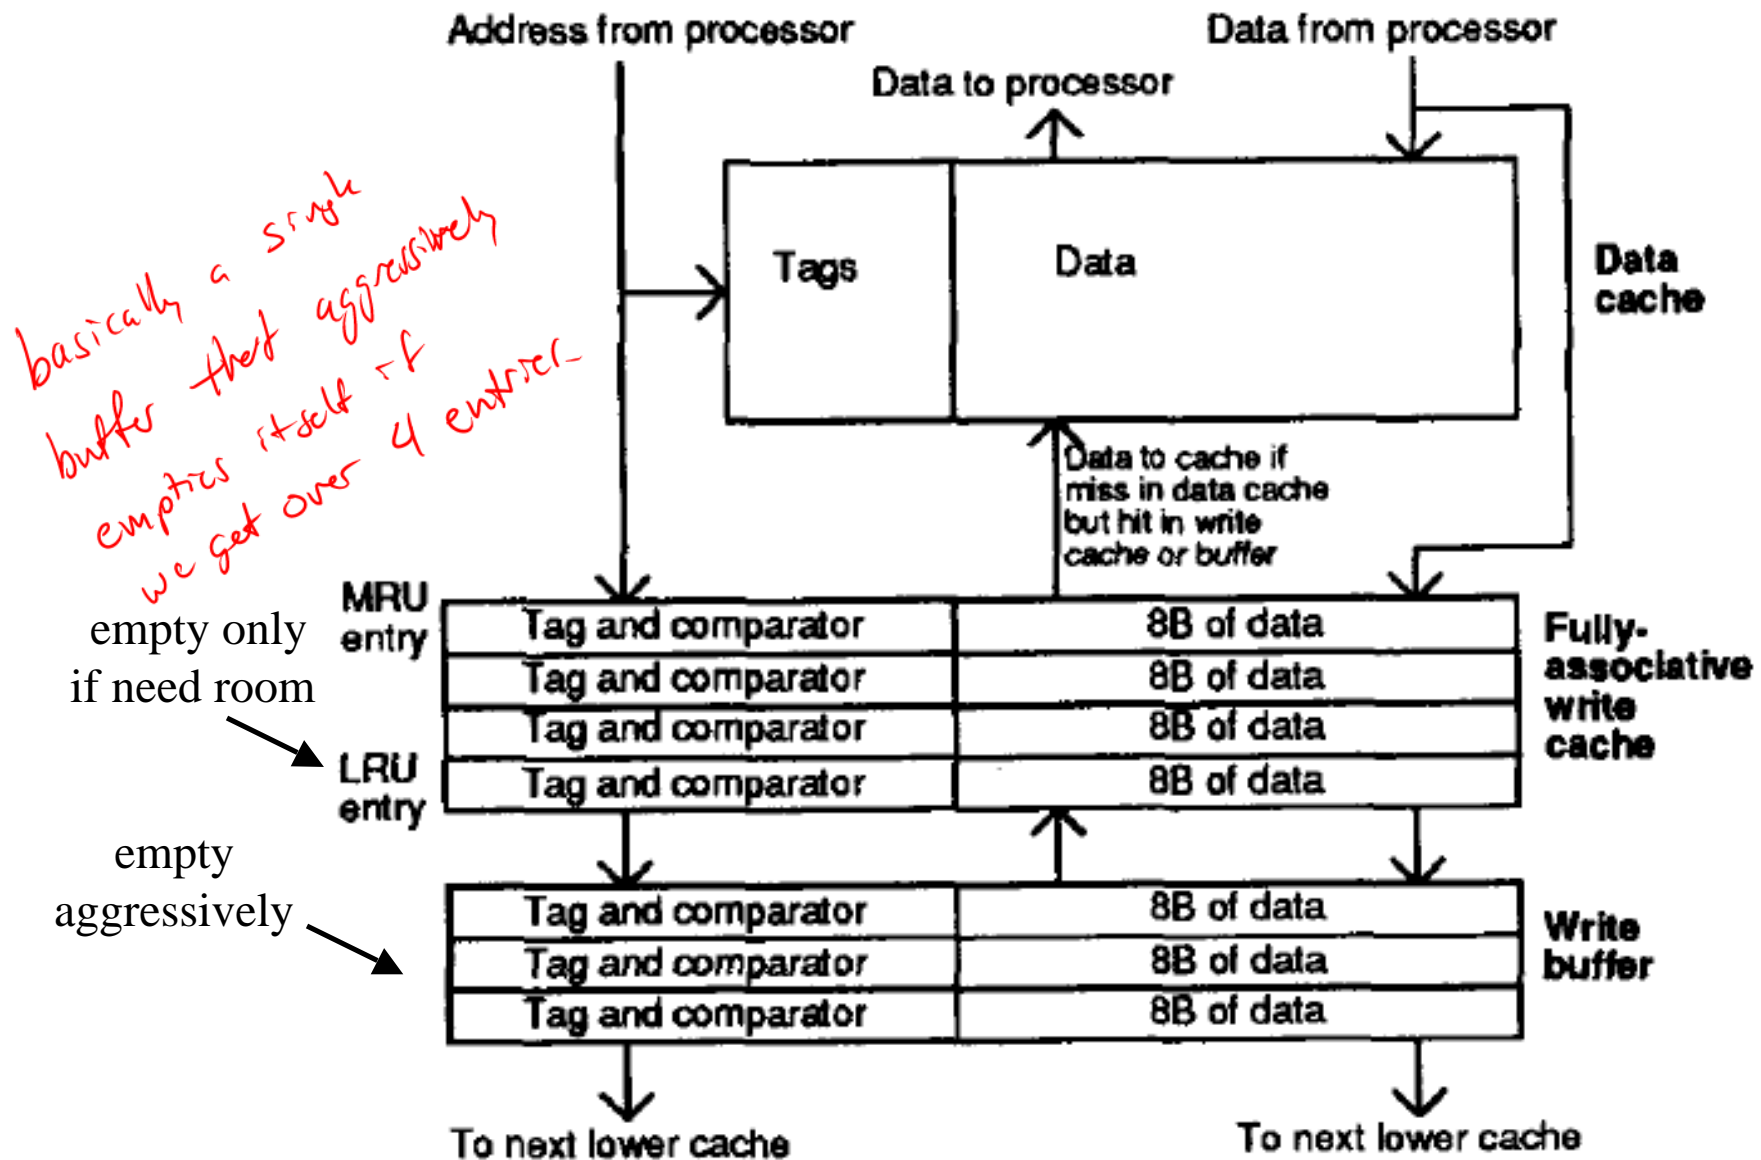 Address from processor
Data from processor
Data to processor
basically a single
buffer that aggressively
empties itself if
we get over 4 entries
Tags
Data
Data
cache
Data to cache if
miss in data cache
but hit in write
cache or buffer
MRU
entry
empty only
if need room
LRU
entry
Tag and comparator
8B of data
Tag and comparator
8B of data
Tag and comparator
8B of data
Tag and comparator
8B of data
Fully-
associative
write
cache
empty
aggressively
Tag and comparator
8B of data
Tag and comparator
8B of data
Tag and comparator
8B of data
Write
buffer
To next lower cache
To next lower cache